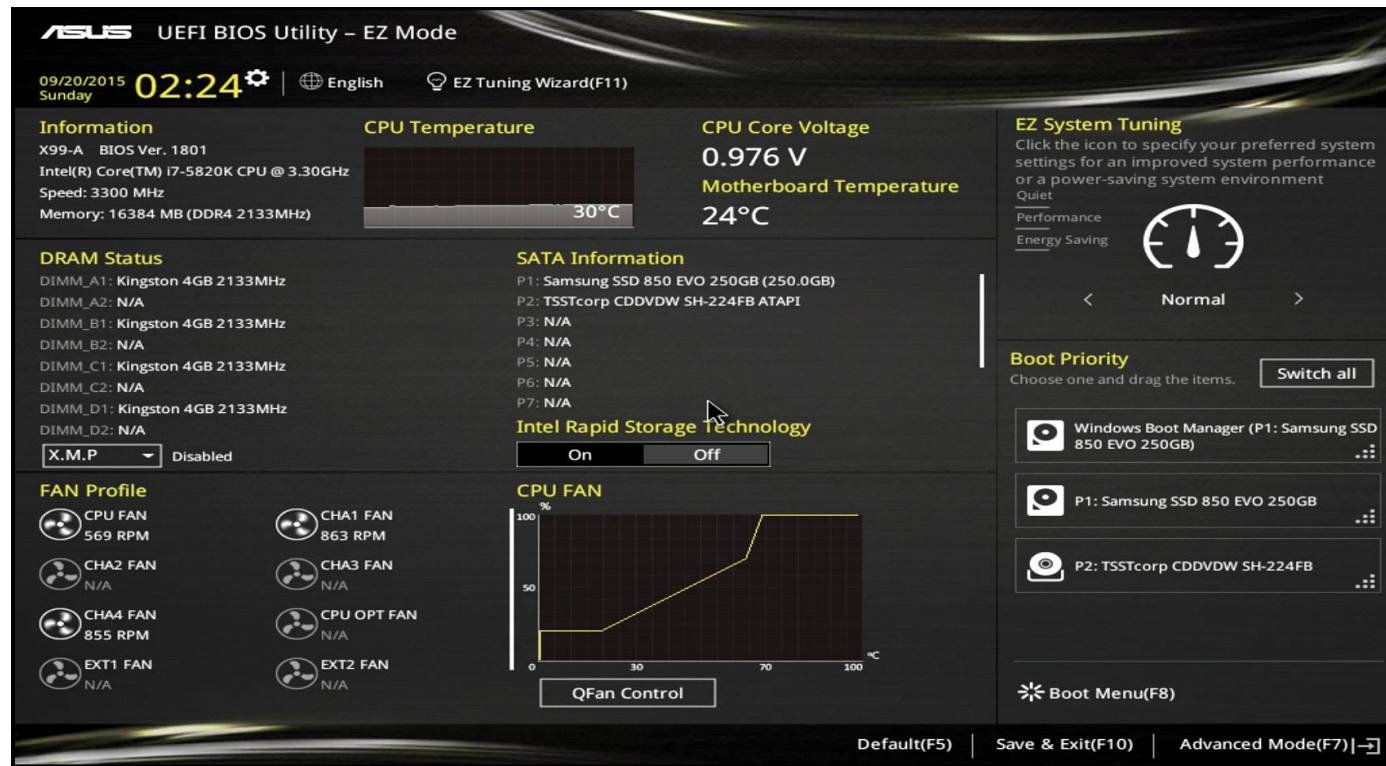 ASUS UEFI BIOS Utility – EZ Mode
09/20/2015
Sunday
02:24
English
EZ Tuning Wizard(F11)
Information
X99-A BIOS Ver. 1801
Intel(R) Core(TM) i7-5820K CPU @ 3.30GHz
Speed: 3300 MHz
Memory: 16384 MB (DDR4 2133MHz)
CPU Temperature
30°C
CPU Core Voltage
0.976 V
Motherboard Temperature
24°C
EZ System Tuning
Click the icon to specify your preferred system
settings for an improved system performance
or a power-saving system environment
Quiet
Performance
Energy Saving
< Normal >
DRAM Status
DIMM_A1: Kingston 4GB 2133MHz
DIMM_A2: N/A
DIMM_B1: Kingston 4GB 2133MHz
DIMM_B2: N/A
DIMM_C1: Kingston 4GB 2133MHz
DIMM_C2: N/A
DIMM_D1: Kingston 4GB 2133MHz
DIMM_D2: N/A
X.M.P Disabled
SATA Information
P1: Samsung SSD 850 EVO 250GB (250.0GB)
P2: TSSTcorp CDDVDW SH-224FB ATAPI
P3: N/A
P4: N/A
P5: N/A
P6: N/A
P7: N/A
Intel Rapid Storage Technology
On Off
Boot Priority
Choose one and drag the items.
Switch all
Windows Boot Manager (P1: Samsung SSD
850 EVO 250GB)
P1: Samsung SSD 850 EVO 250GB
P2: TSSTcorp CDDVDW SH-224FB
FAN Profile
CPU FAN
569 RPM
CHA1 FAN
863 RPM
CHA2 FAN
N/A
CHA3 FAN
N/A
CHA4 FAN
855 RPM
CPU OPT FAN
N/A
EXT1 FAN
N/A
EXT2 FAN
N/A
CPU FAN
%
100
50
0 30 70 100
°C
QFan Control
Boot Menu(F8)
Default(F5)
Save & Exit(F10)
Advanced Mode(F7)